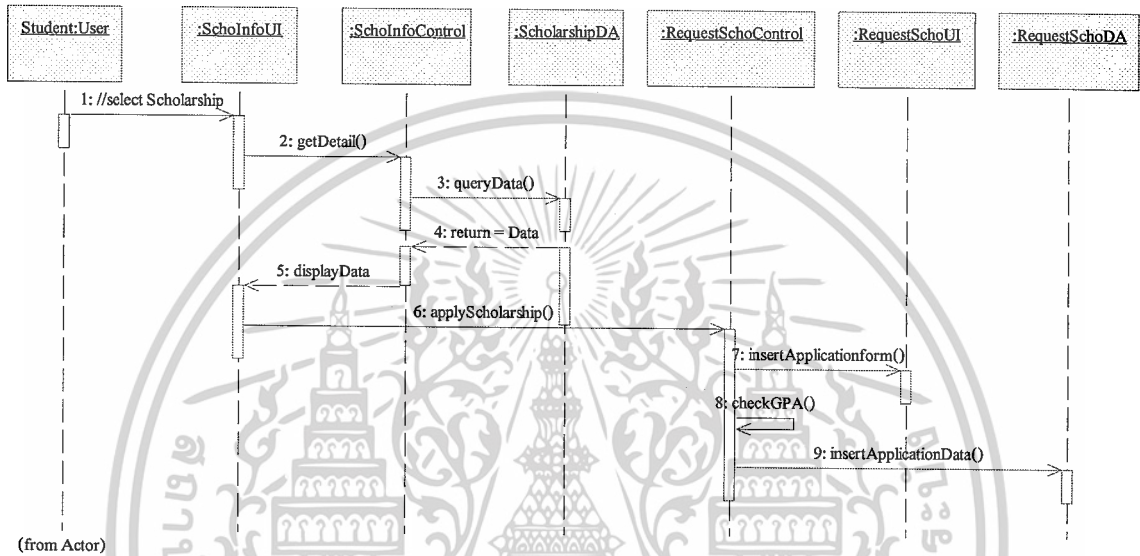 Student:User
:SchoInfoUI
:SchoInfoControl
:ScholarshipDA
:RequestSchoControl
:RequestSchoUI
:RequestSchoDA
1: //select Scholarship
2: getDetail()
3: queryData()
4: return = Data
5: displayData
6: applyScholarship()
7: insertApplicationform()
8: checkGPA()
9: insertApplicationData()
(from Actor)